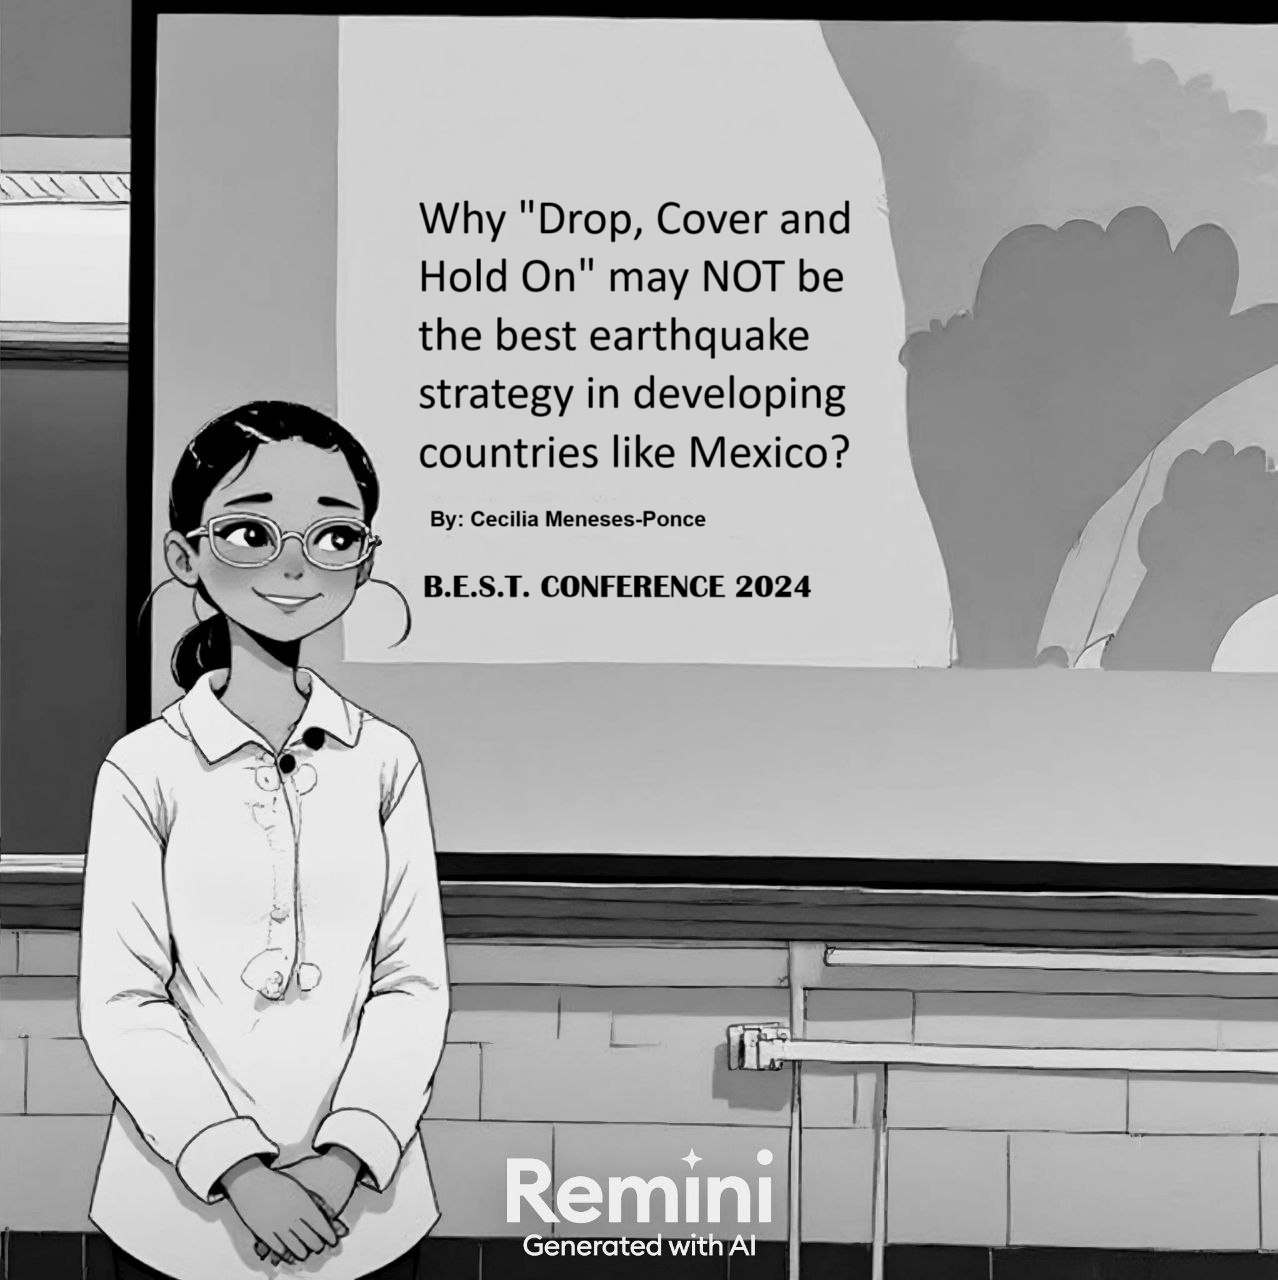 Why "Drop, Cover and
Hold On" may NOT be
the best earthquake
strategy in developing
countries like Mexico?
By: Cecilia Meneses-Ponce
B.E.S.T. CONFERENCE 2024
Remini
Generated with AI